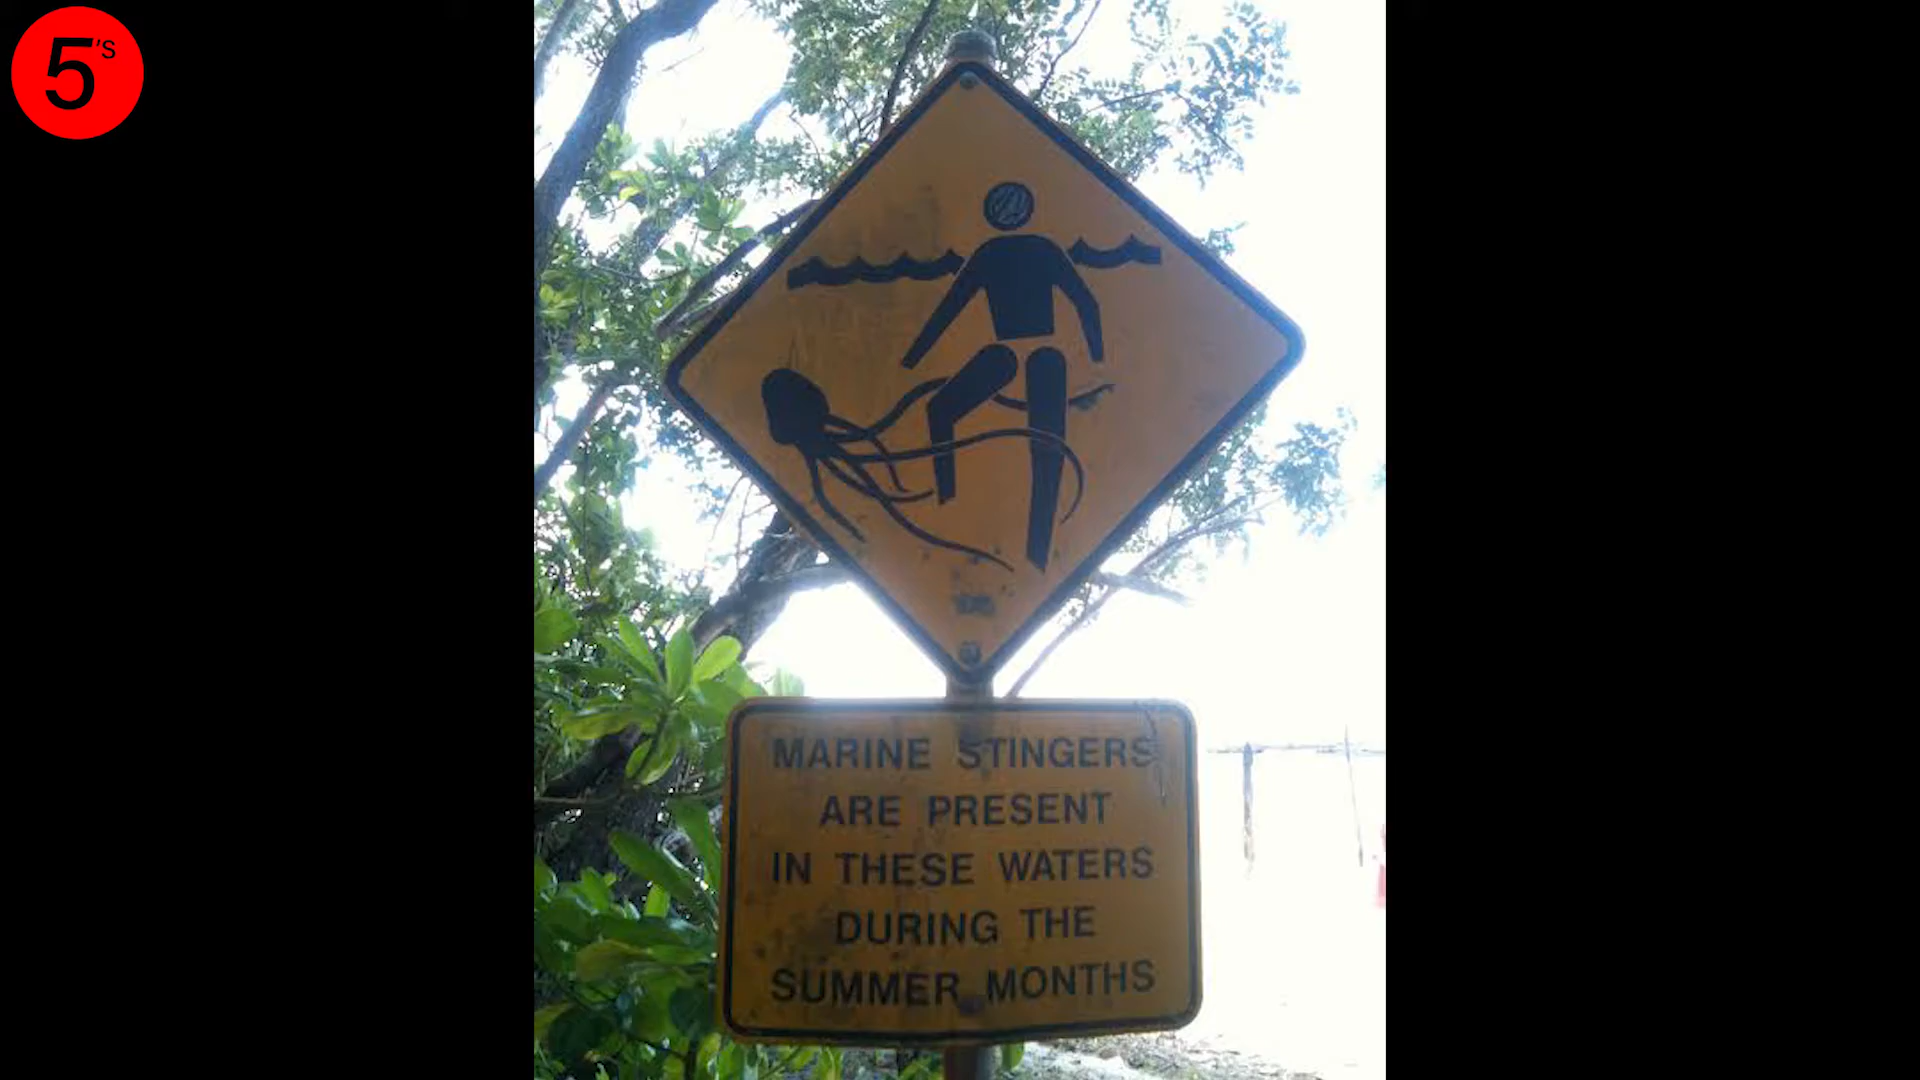 5's
MARINE STINGERS
ARE PRESENT
IN THESE WATERS
DURING THE
SUMMER MONTHS